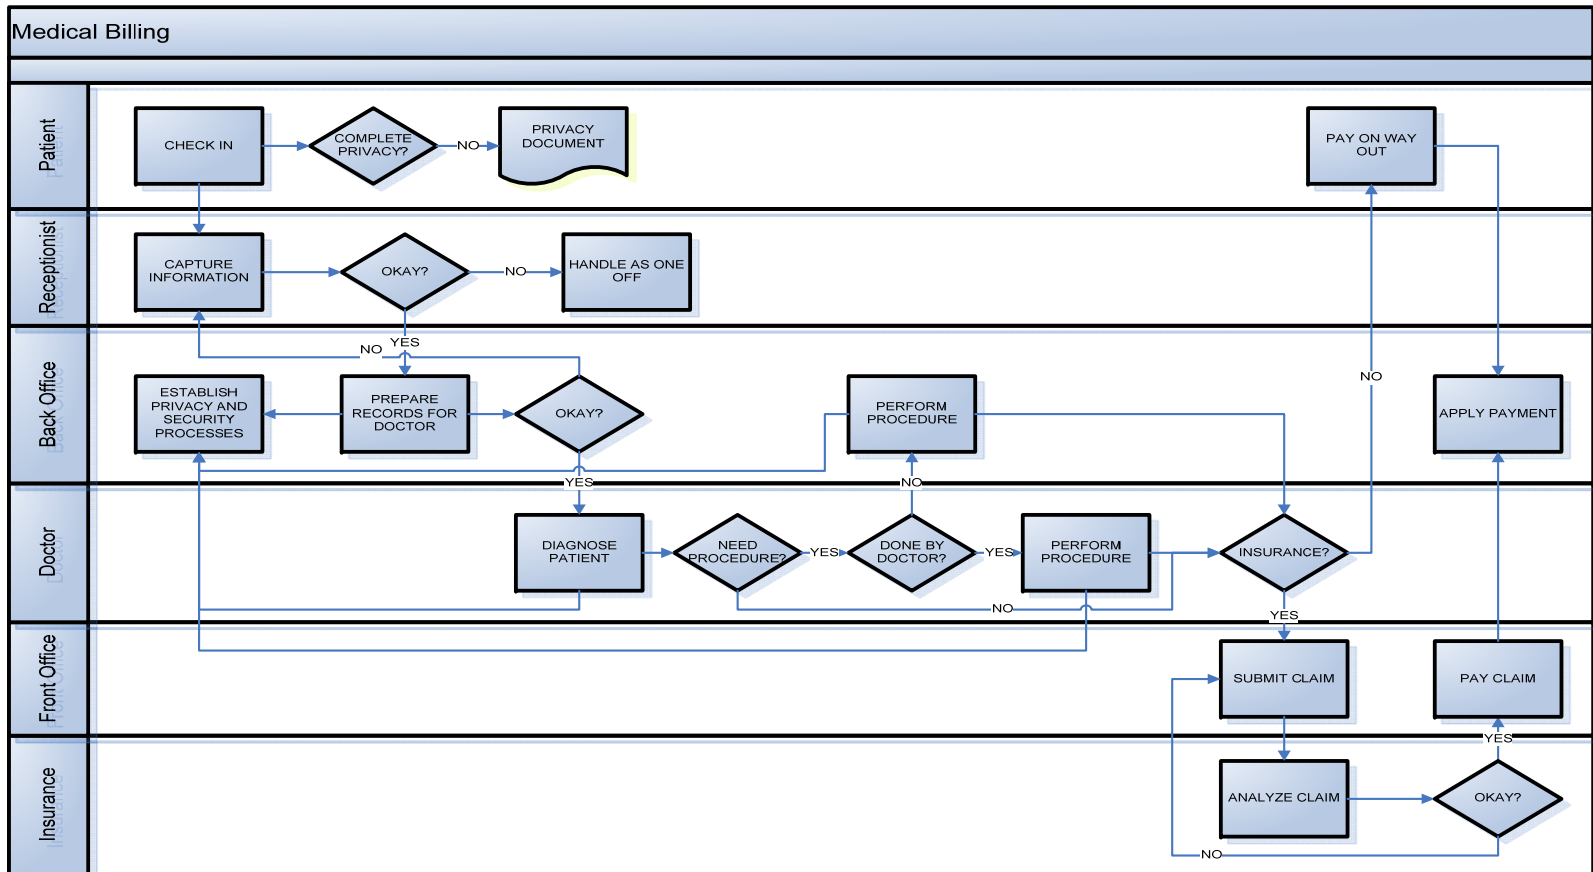 Medical Billing
Patient
CHECK IN
COMPLETE
PRIVACY?
NO
PRIVACY
DOCUMENT
PAY ON WAY
OUT
Receptionist
CAPTURE
INFORMATION
OKAY?
NO
HANDLE AS ONE
OFF
YES
NO
NO
Back Office
ESTABLISH
PRIVACY AND
SECURITY
PROCESSES
PREPARE
RECORDS FOR
DOCTOR
OKAY?
PERFORM
PROCEDURE
APPLY PAYMENT
YES
NO
Doctor
DIAGNOSE
PATIENT
NEED
PROCEDURE?
YES
DONE BY
DOCTOR?
YES
PERFORM
PROCEDURE
INSURANCE?
NO
YES
Front Office
SUBMIT CLAIM
PAY CLAIM
YES
Insurance
ANALYZE CLAIM
OKAY?
NO